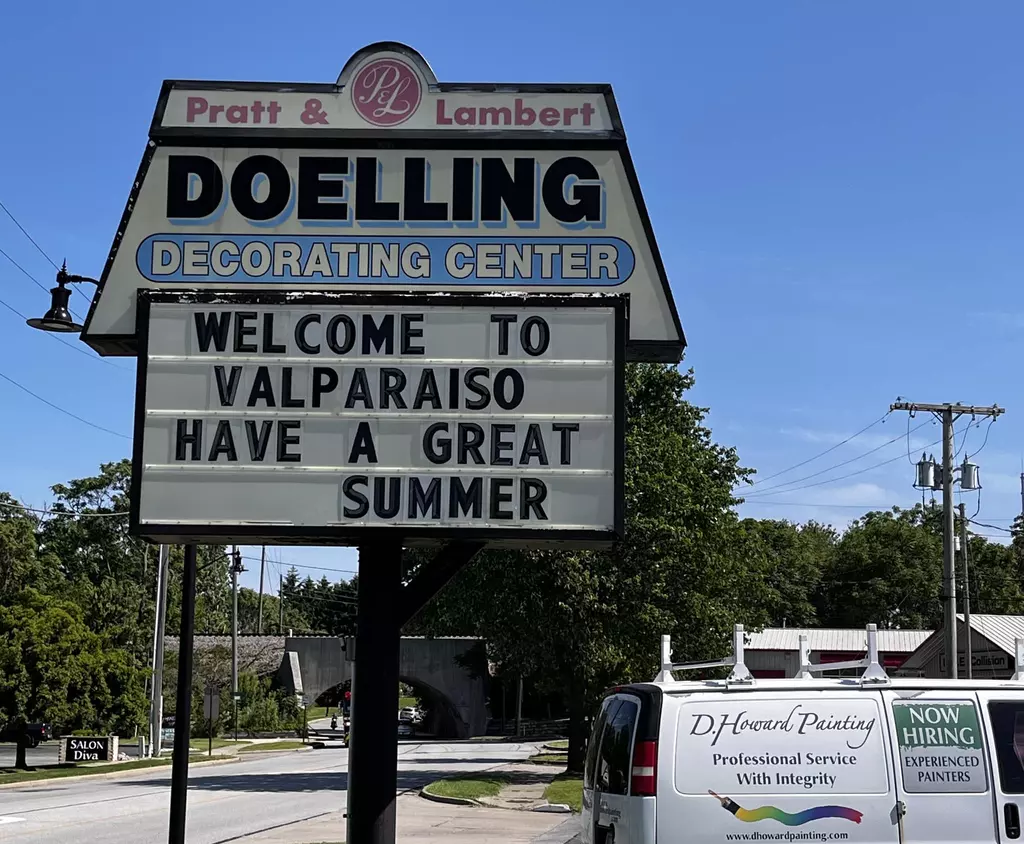 Pratt & P&L Lambert
DOELLING
DECORATING CENTER
WELCOME TO
VALPARAISO
HAVE A GREAT
SUMMER
SALON
Diva
Collision
D. Howard Painting
Professional Service
With Integrity
www.dhowardpainting.com
NOW
HIRING
EXPERIENCED
PAINTERS